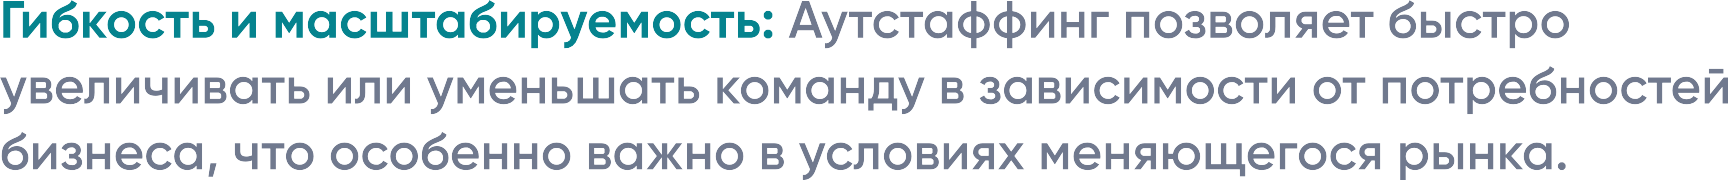 Гибкость и масштабируемость: Аутстаффинг позволяет быстро
увеличивать или уменьшать команду в зависимости от потребностей
бизнеса, что особенно важно в условиях меняющегося рынка.